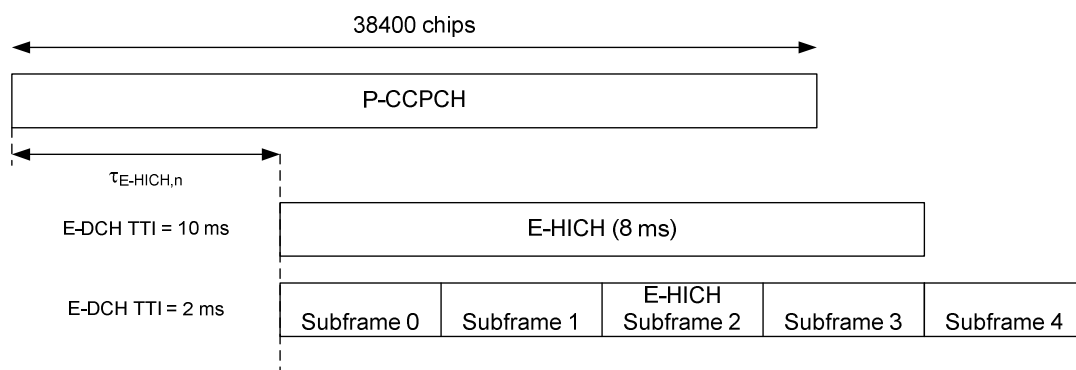 38400 chips
P-CCPCH
τE-HICH,n
E-DCH TTI = 10 ms
E-HICH (8 ms)
E-DCH TTI = 2 ms
E-HICH
Subframe 0
Subframe 1
Subframe 2
Subframe 3
Subframe 4